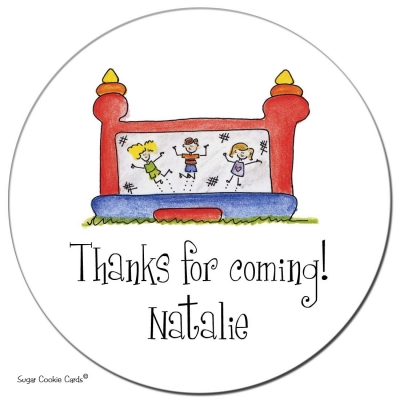 Thanks for coming!
Natalie
Sugar Cookie Cards©